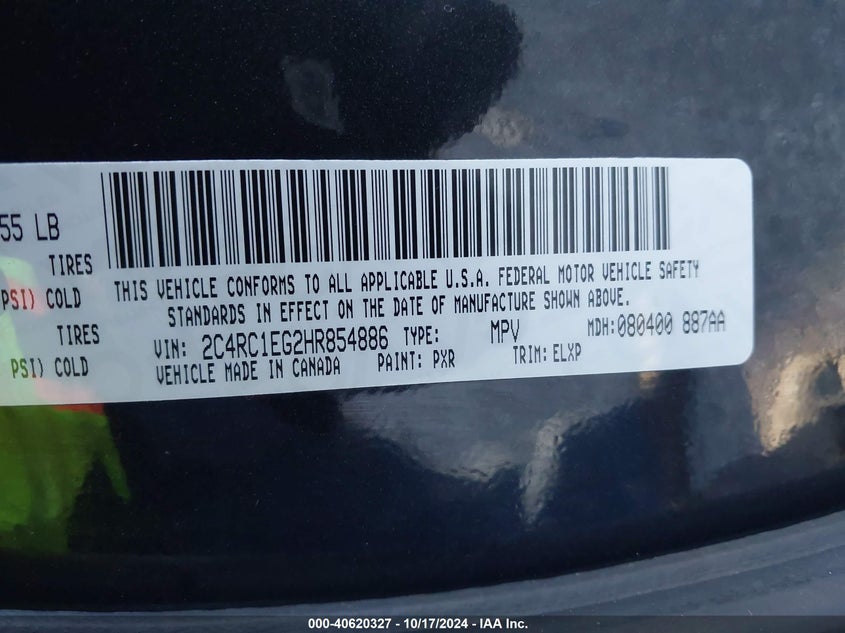 55 LB
TIRES
PSI) COLD
TIRES
PSI) COLD
THIS VEHICLE CONFORMS TO ALL APPLICABLE U.S.A. FEDERAL MOTOR VEHICLE SAFETY
STANDARDS IN EFFECT ON THE DATE OF MANUFACTURE SHOWN ABOVE.
VIN: 2C4RC1EG2HR854886 TYPE: MPV MDH:080400 887AA
VEHICLE MADE IN CANADA PAINT: PXR TRIM:ELXP
000-40620327 - 10/17/2024 - IAA Inc.